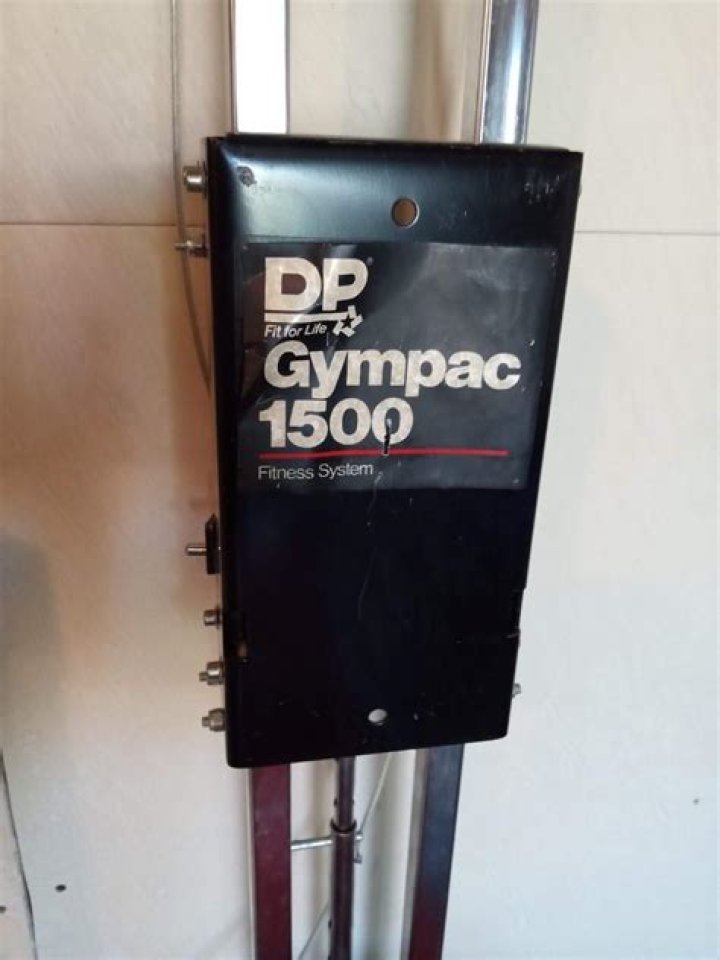 DP®
Fit for Life
Gympac
1500
Fitness System